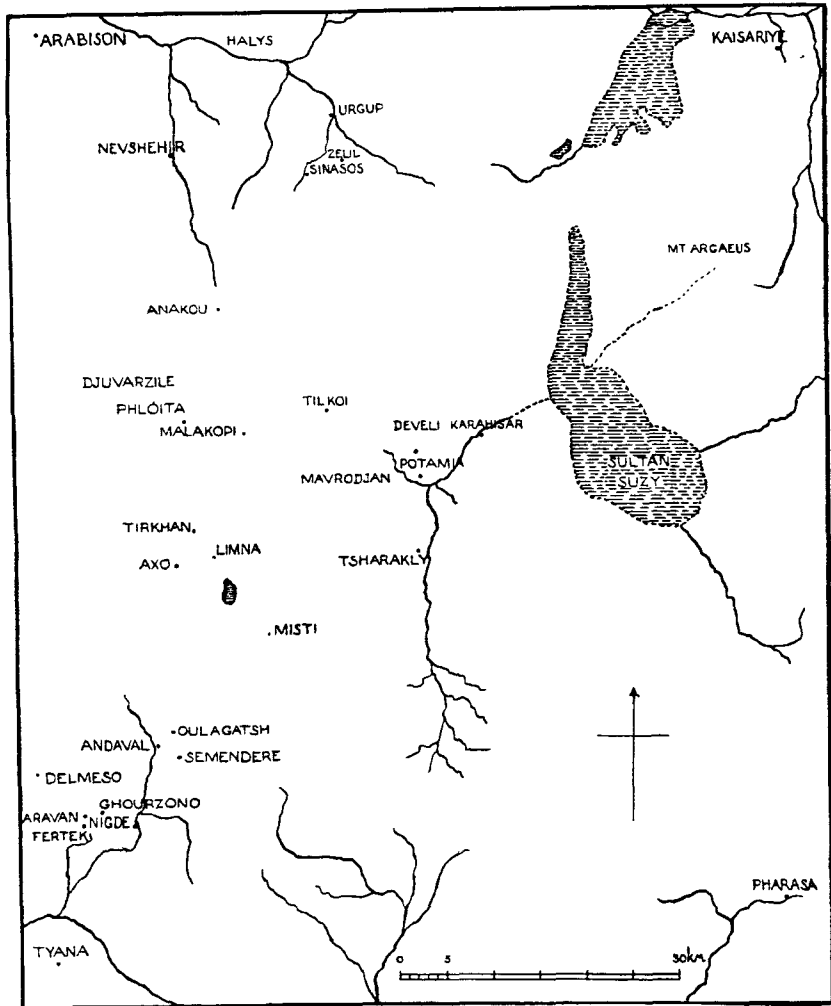 ARABISON
HALYS
KAISARIYE
URGUP
NEVSHEHIR
ZELIL
SINASOS
MT ARGAEUS
ANAKOU
DJUVARZILE
PHLOITA
TILKOI
MALAKOPI
DEVELI KARAHISAR
POTAMIA
MAVRODJAN
SULTAN
SUZY
TIRKHAN
LIMNA
AXO
TSHARAKLY
MISTI
OULAGATSH
ANDAVAL
SEMENDERE
DELMESO
GHOURZONO
ARAVAN
NIGDE
FERTEK
PHARASA
TYANA
0 5 30KM